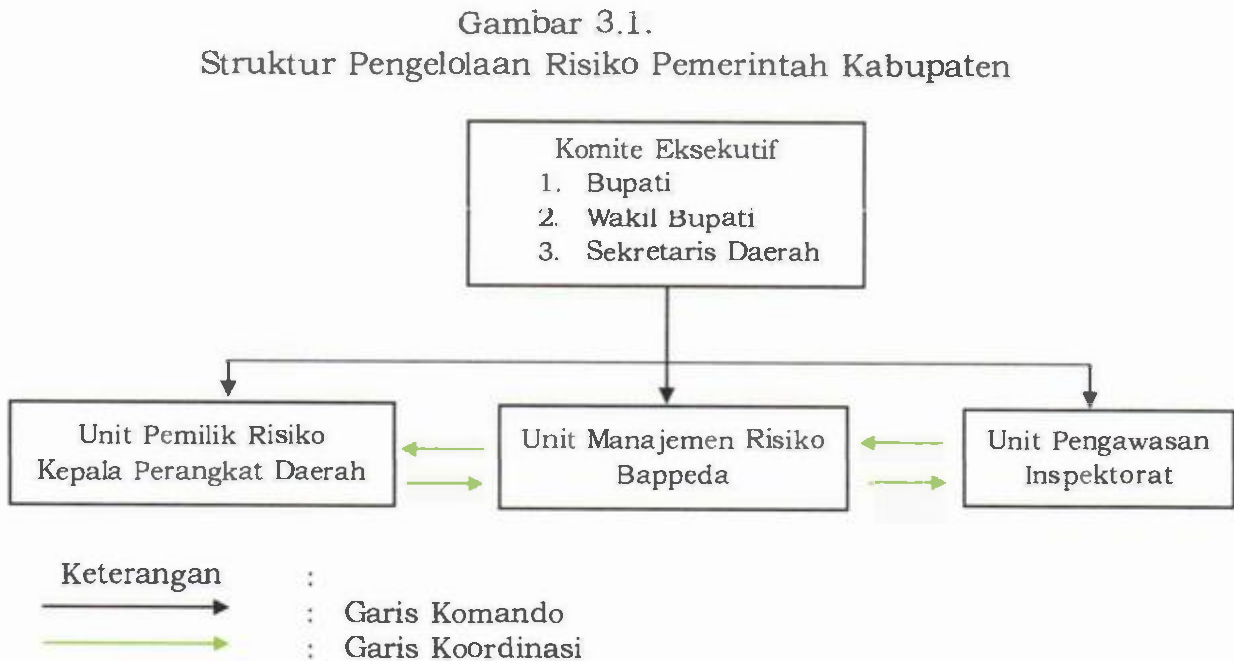 Gambar 3.1.
Struktur Pengelolaan Risiko Pemerintah Kabupaten
Komite Eksekutif
1. Bupati
2. Wakil Bupati
3. Sekretaris Daerah
Unit Pemilik Risiko
Kepala Perangkat Daerah
Unit Manajemen Risiko
Bappeda
Unit Pengawasan
Inspektorat
Keterangan :
: Garis Komando
: Garis Koordinasi